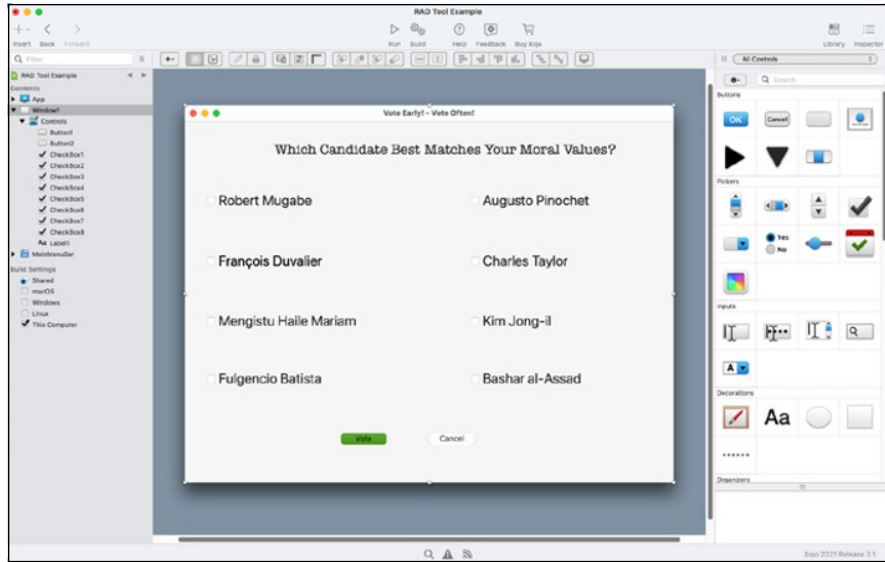 RAD Tool Example
Insert Back Forward Run Build Help Feedback Buy Xojo Library Inspector
Filter
All Controls
RAD Tool Example
Search
Contents
Buttons
App
Window1
Vote Early! - Vote Often!
Controls
OK Cancel
Button1
Button2
Which Candidate Best Matches Your Moral Values?
CheckBox1
CheckBox2
CheckBox3
Pickers
CheckBox4
CheckBox5
Robert Mugabe Augusto Pinochet
CheckBox6
CheckBox7
CheckBox8
Yes
No
Label1
MainMenuBar
François Duvalier Charles Taylor
Build Settings
Shared
macOS
Windows
Linux
Inputs
This Computer
Mengistu Haile Mariam Kim Jong-il
A
Fulgencio Batista Bashar al-Assad
Decorations
Aa
Vote Cancel
Organizers
Xojo 2021 Release 3.1